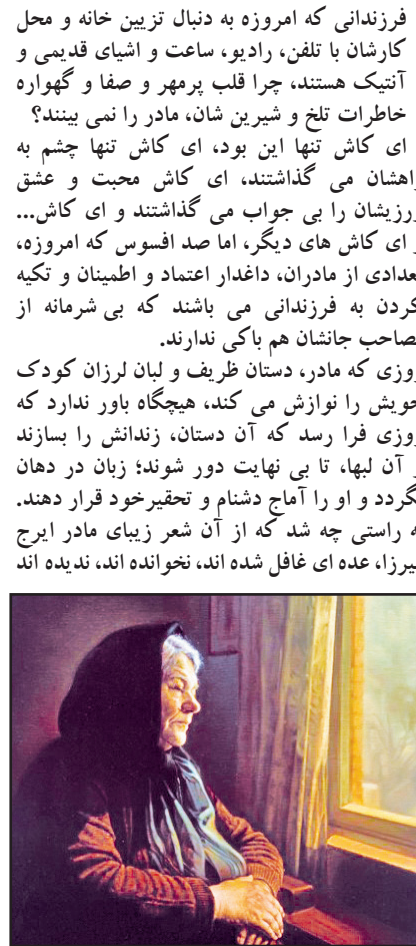 فرزندانی که امروزه به دنبال تزیین خانه و محل
کارشان با تلفن، رادیو، ساعت و اشیای قدیمی و
آنتیک هستند، چرا قلب پرمهر و صفا و گهواره
خاطرات تلخ و شیرین شان، مادر را نمی بینند؟
ای کاش تنها این بود، ای کاش تنها چشم به
راهشان می گذاشتند، ای کاش محبت و عشق
ورزیشان را بی جواب می گذاشتند و ای کاش...
و ای کاش های دیگر، اما صد افسوس که امروزه،
تعدادی از مادران، داغدار اعتماد و اطمینان و تکیه
کردن به فرزندانی می باشند که بی شرمانه از
تصاحب جانشان هم باکی ندارند.
روزی که مادر، دستان ظریف و لبان لرزان کودک
خویش را نوازش می کند، هیچگاه باور ندارد که
روزی فرا رسد که آن دستان، زندانش را بسازند
و آن لبها، تا بی نهایت دور شوند؛ زبان در دهان
بگردد و او را آماج دشنام و تحقیرخود قرار دهند.
به راستی چه شد که از آن شعر زیبای مادر ایرج
میرزا، عده ای غافل شده اند، نخوانده اند، ندیده اند